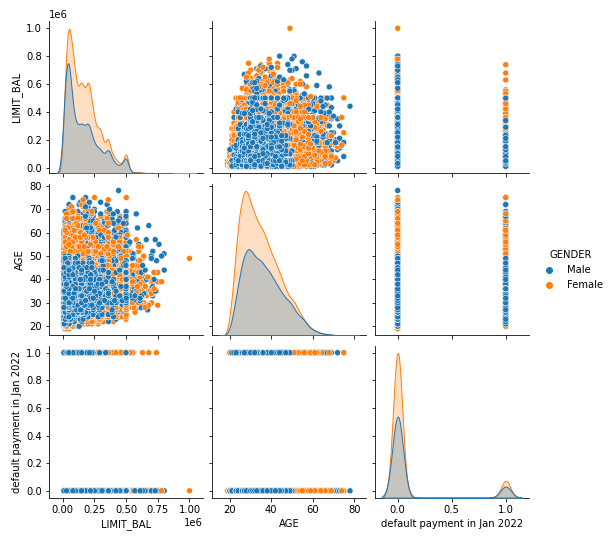 1e6
1.0
0.8
0.6
0.4
0.2
0.0
LIMIT_BAL
80
70
60
50
40
30
20
AGE
GENDER
Male
Female
1.0
0.8
0.6
0.4
0.2
0.0
default payment in Jan 2022
0.00 0.25 0.50 0.75 1.00
1e6
LIMIT_BAL
20 40 60 80
AGE
0.0 0.5 1.0
default payment in Jan 2022